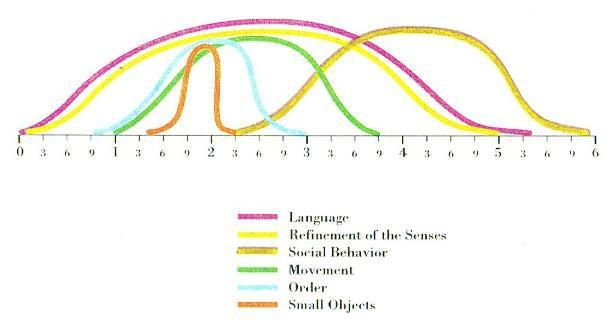 0 3 6 9 1 3 6 9 2 3 6 9 3 3 6 9 4 3 6 9 5 3 6 9 6
Language
Refinement of the Senses
Social Behavior
Movement
Order
Small Objects